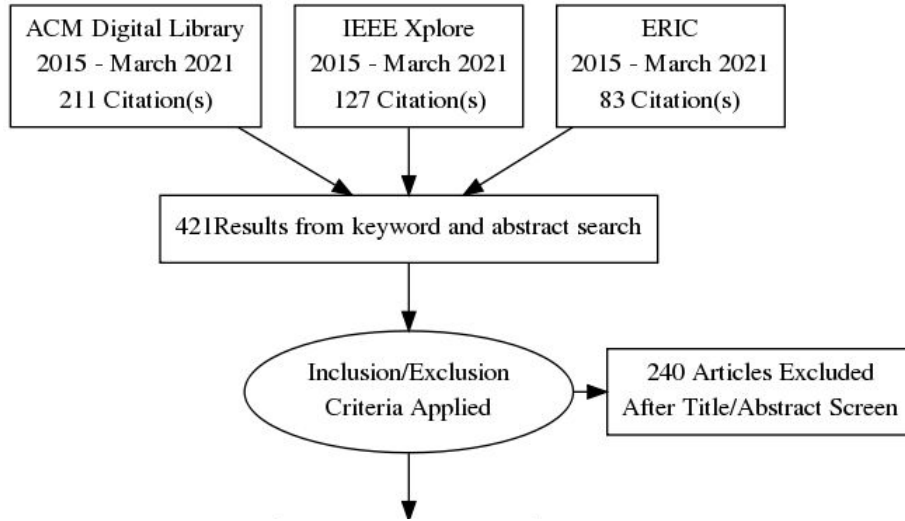 ACM Digital Library
2015 - March 2021
211 Citation(s)
IEEE Xplore
2015 - March 2021
127 Citation(s)
ERIC
2015 - March 2021
83 Citation(s)
421Results from keyword and abstract search
Inclusion/Exclusion
Criteria Applied
240 Articles Excluded
After Title/Abstract Screen